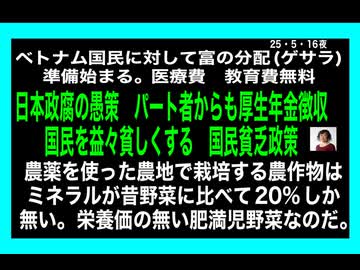 25・5・16夜
ベトナム国民に対して富の分配(ゲサラ)
準備始まる。医療費　教育費無料
日本政腐の愚策　パート者からも厚生年金徴収
国民を益々貧しくする　国民貧乏政策
農薬を使った農地で栽培する農作物は
ミネラルが昔野菜に比べて20%しか
無い。栄養価の無い肥満児野菜なのだ。